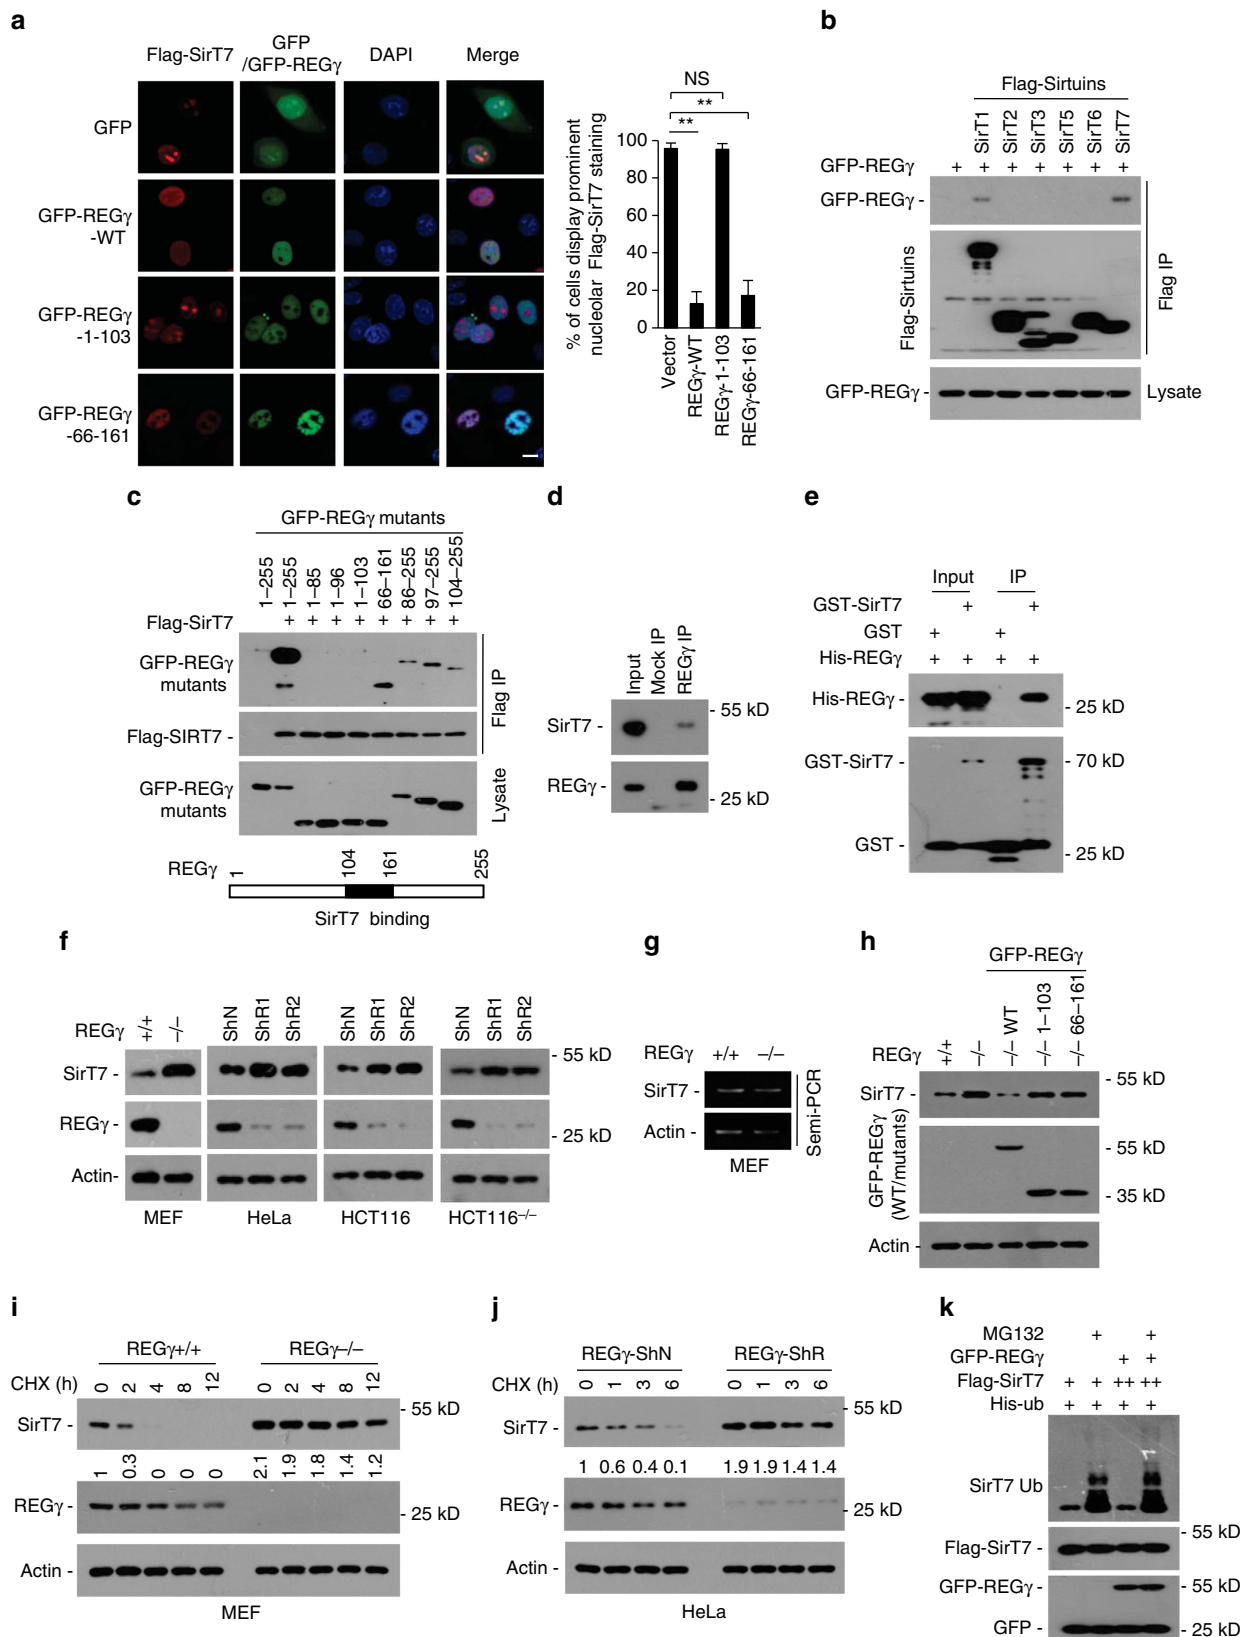 a
Flag-SirT7
GFP
/GFP-REGγ
DAPI
Merge
GFP
GFP-REGγ
-WT
GFP-REGγ
-1-103
GFP-REGγ
-66-161
% of cells display prominent
nucleolar Flag-SirT7 staining
100
80
60
40
20
0
NS
**
**
Vector
REGγ-WT
REGγ-1-103
REGγ-66-161
b
Flag-Sirtuins
SirT1
SirT2
SirT3
SirT5
SirT6
SirT7
GFP-REGγ + + + + + + +
GFP-REGγ -
Flag-Sirtuins
Flag IP
GFP-REGγ -
Lysate
c
GFP-REGγ mutants
1–255
1–255
1–85
1–96
1–103
66–161
86–255
97–255
104–255
Flag-SirT7 + + + + + + + +
GFP-REGγ
mutants
Flag-SIRT7 -
Flag IP
GFP-REGγ
mutants
Lysate
REGγ
1
104
161
255
SirT7 binding
d
Input
Mock IP
REGγ IP
SirT7 -
- 55 kD
REGγ -
- 25 kD
e
Input IP
GST-SirT7 + +
GST + +
His-REGγ + + + +
His-REGγ -
- 25 kD
GST-SirT7 -
- 70 kD
GST -
- 25 kD
f
REGγ +/+ –/–
ShN ShR1 ShR2
ShN ShR1 ShR2
ShN ShR1 ShR2
SirT7 -
- 55 kD
REGγ -
- 25 kD
Actin-
MEF
HeLa
HCT116
HCT116–/–
g
REGγ +/+ –/–
SirT7 -
Actin -
Semi-PCR
MEF
h
GFP-REGγ
REGγ +/+ –/– –/– WT –/– 1–103 –/– 66–161
SirT7 -
- 55 kD
GFP-REGγ
(WT/mutants)
- 55 kD
- 35 kD
Actin -
i
REGγ+/+ REGγ–/–
CHX (h) 0 2 4 8 12 0 2 4 8 12
SirT7 -
- 55 kD
1 0.3 0 0 0 2.1 1.9 1.8 1.4 1.2
REGγ -
- 25 kD
Actin -
MEF
j
REGγ-ShN REGγ-ShR
CHX (h) 0 1 3 6 0 1 3 6
SirT7 -
- 55 kD
1 0.6 0.4 0.1 1.9 1.9 1.4 1.4
REGγ -
- 25 kD
Actin -
HeLa
k
MG132 + +
GFP-REGγ + +
Flag-SirT7 + + ++ ++
His-ub + + + +
SirT7 Ub
- 55 kD
Flag-SirT7 -
GFP-REGγ -
- 55 kD
GFP -
- 25 kD